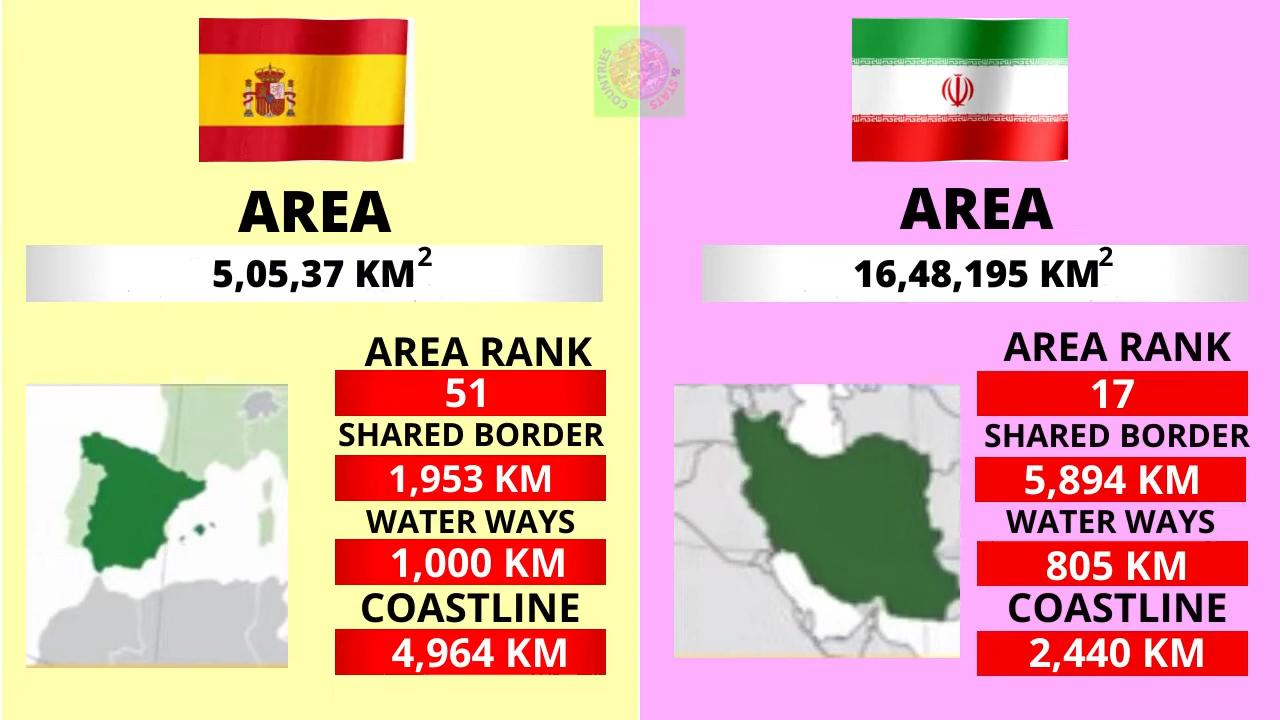 COUNTRIES & STATS
AREA
5,05,37 KM²
AREA RANK
51
SHARED BORDER
1,953 KM
WATER WAYS
1,000 KM
COASTLINE
4,964 KM
AREA
16,48,195 KM²
AREA RANK
17
SHARED BORDER
5,894 KM
WATER WAYS
805 KM
COASTLINE
2,440 KM